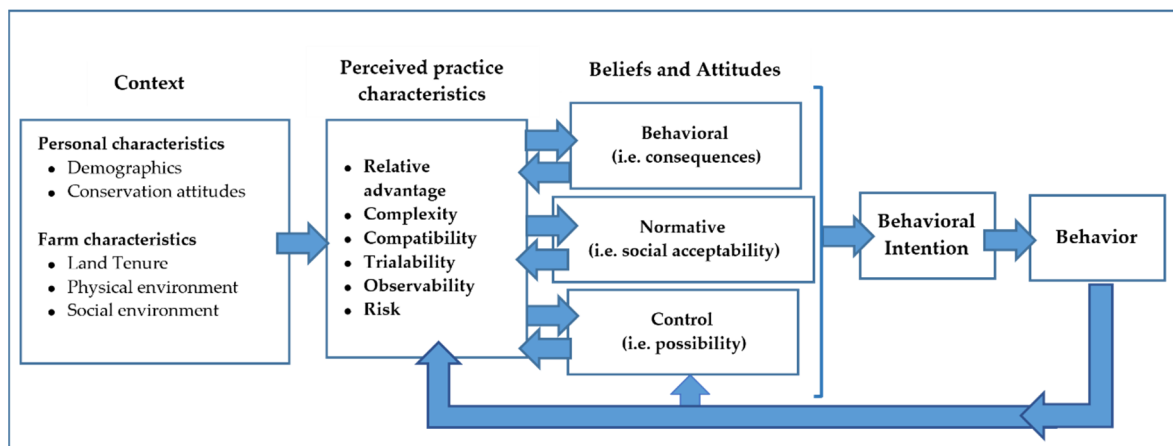 Context
Personal characteristics
• Demographics
• Conservation attitudes
Farm characteristics
• Land Tenure
• Physical environment
• Social environment
Perceived practice
characteristics
• Relative
advantage
• Complexity
• Compatibility
• Trialability
• Observability
• Risk
Beliefs and Attitudes
Behavioral
(i.e. consequences)
Normative
(i.e. social acceptability)
Control
(i.e. possibility)
Behavioral
Intention
Behavior